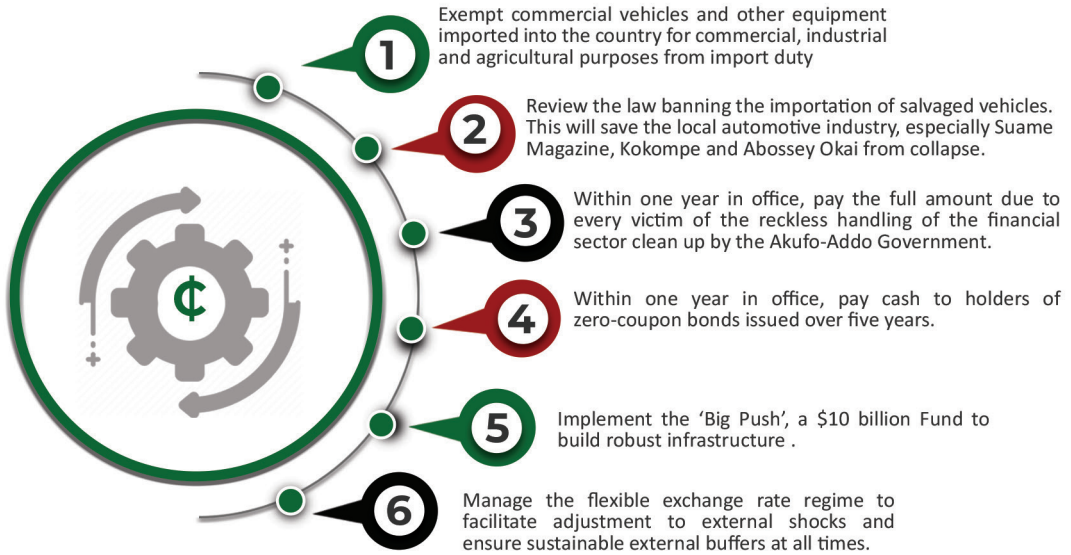 1
Exempt commercial vehicles and other equipment
imported into the country for commercial, industrial
and agricultural purposes from import duty
2
Review the law banning the importation of salvaged vehicles.
This will save the local automotive industry, especially Suame
Magazine, Kokompe and Abossey Okai from collapse.
3
Within one year in office, pay the full amount due to
every victim of the reckless handling of the financial
sector clean up by the Akufo-Addo Government.
₵
4
Within one year in office, pay cash to holders of
zero-coupon bonds issued over five years.
5
Implement the ‘Big Push’, a $10 billion Fund to
build robust infrastructure .
6
Manage the flexible exchange rate regime to
facilitate adjustment to external shocks and
ensure sustainable external buffers at all times.